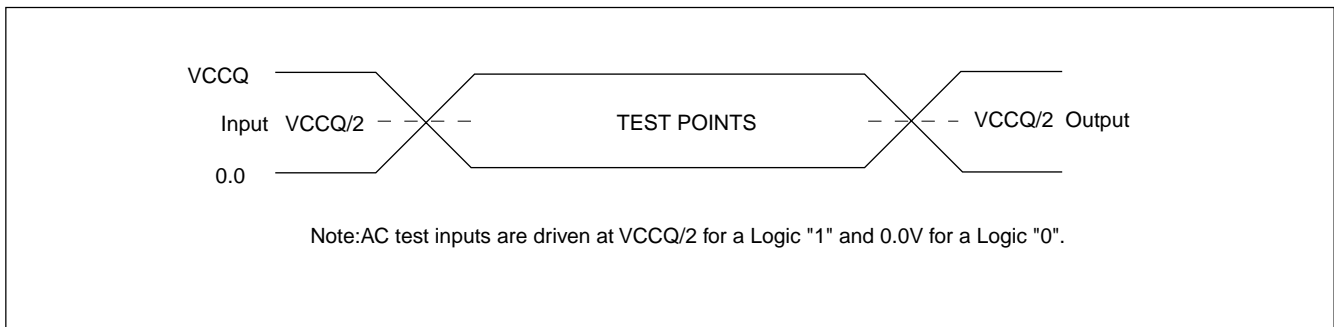 VCCQ
Input VCCQ/2 TEST POINTS VCCQ/2 Output
0.0
Note:AC test inputs are driven at VCCQ/2 for a Logic "1" and 0.0V for a Logic "0".